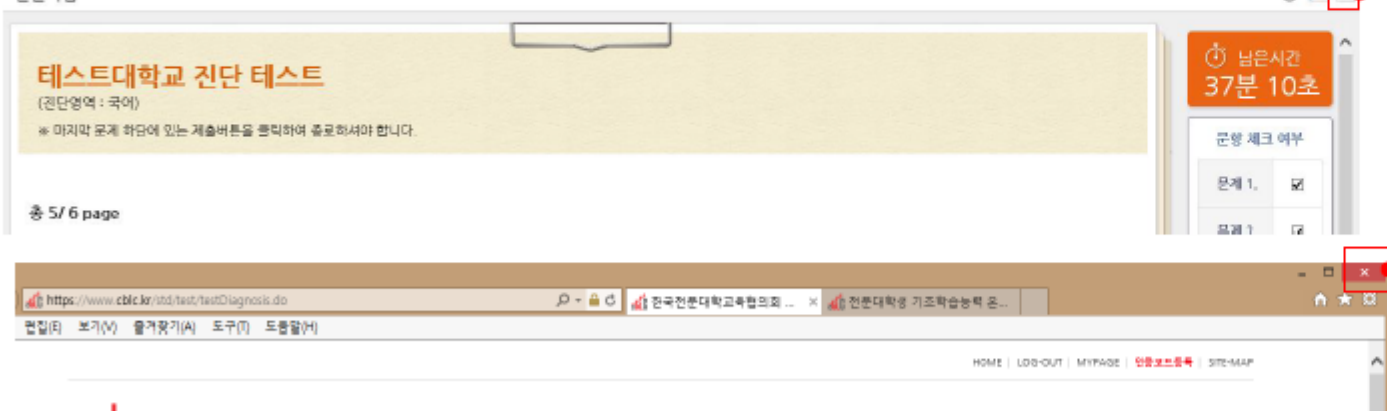 테스트대학교 진단 테스트
(진단영역 : 국어)
※ 마지막 문제 하단에 있는 제출버튼을 클릭하여 종료하셔야 합니다.
남은시간
37분 10초
문항 체크 여부
문제 1.
총 5/ 6 page
https://www.cblc.kr/std/test/testDiagnosis.do
한국전문대학교육협의회 ...
전문대학생 기초학습능력 온...
편집(E) 보기(V) 즐겨찾기(A) 도구(T) 도움말(H)
HOME | LOG-OUT | MYPAGE | 인증코드등록 | SITE-MAP